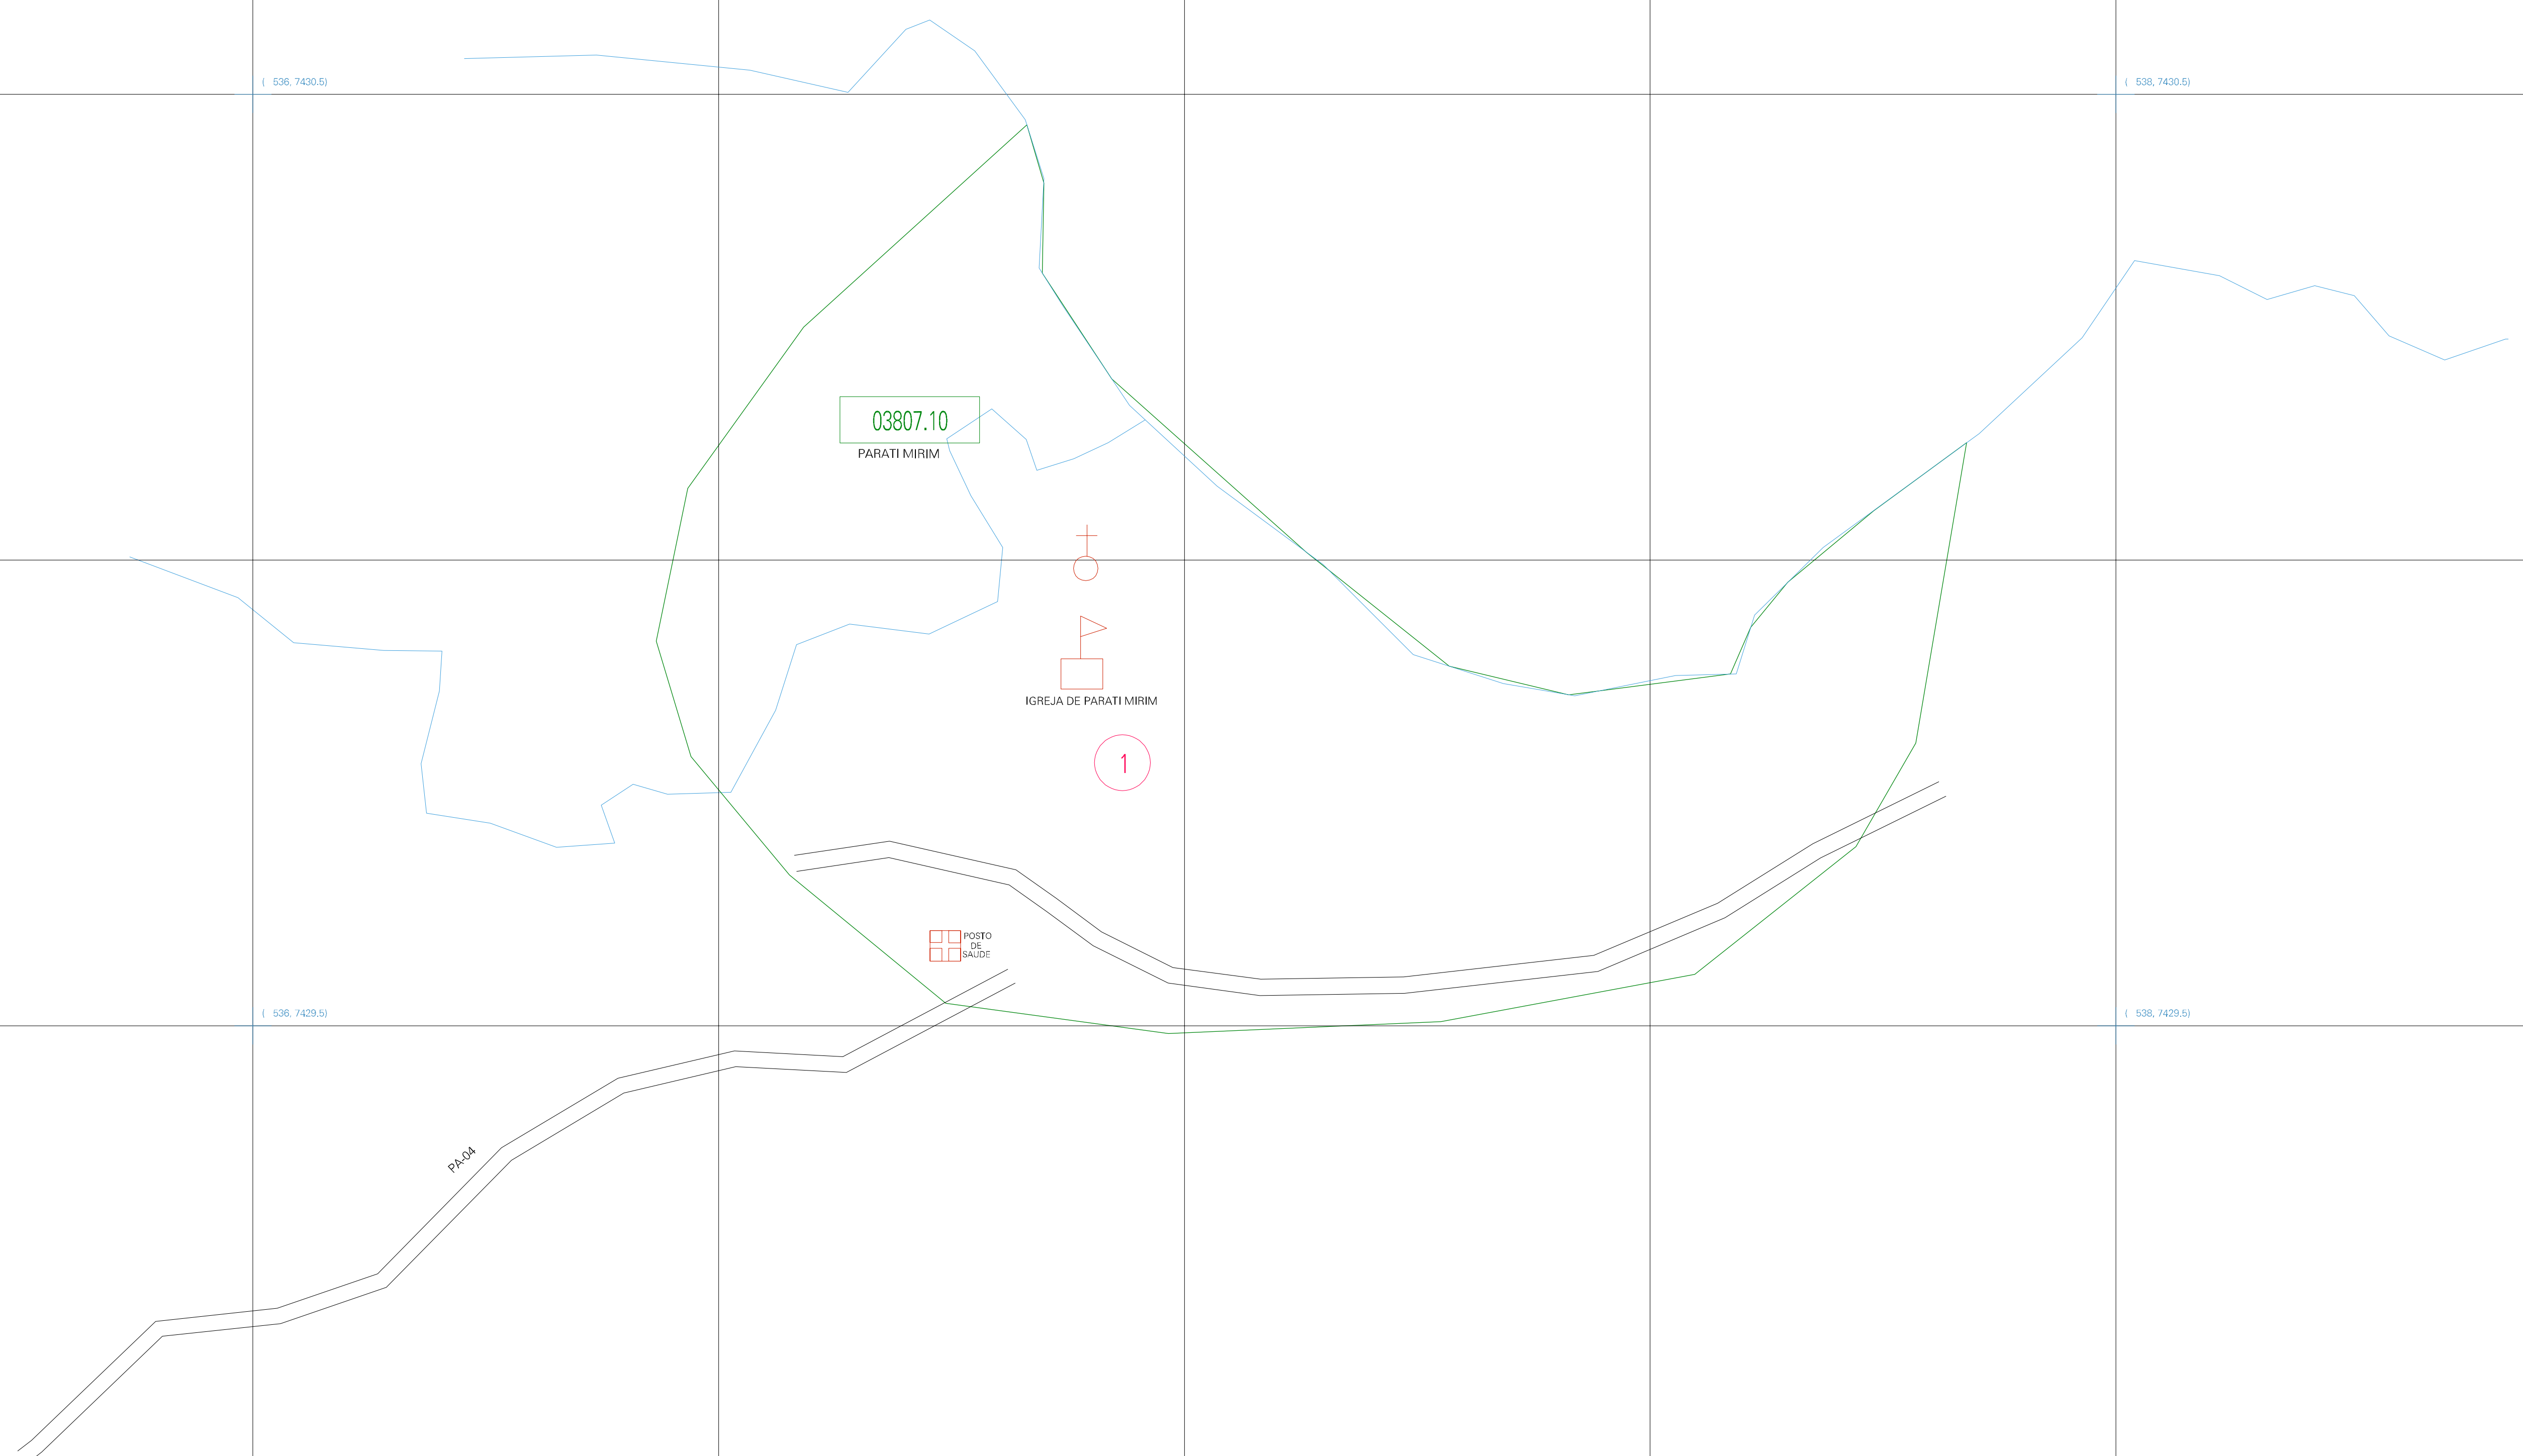 ( 536, 7430.5)
( 538, 7430.5)
03807.10
PARATI MIRIM
IGREJA DE PARATI MIRIM
1
POSTO
DE
SAUDE
( 536, 7429.5)
( 538, 7429.5)
PA-04